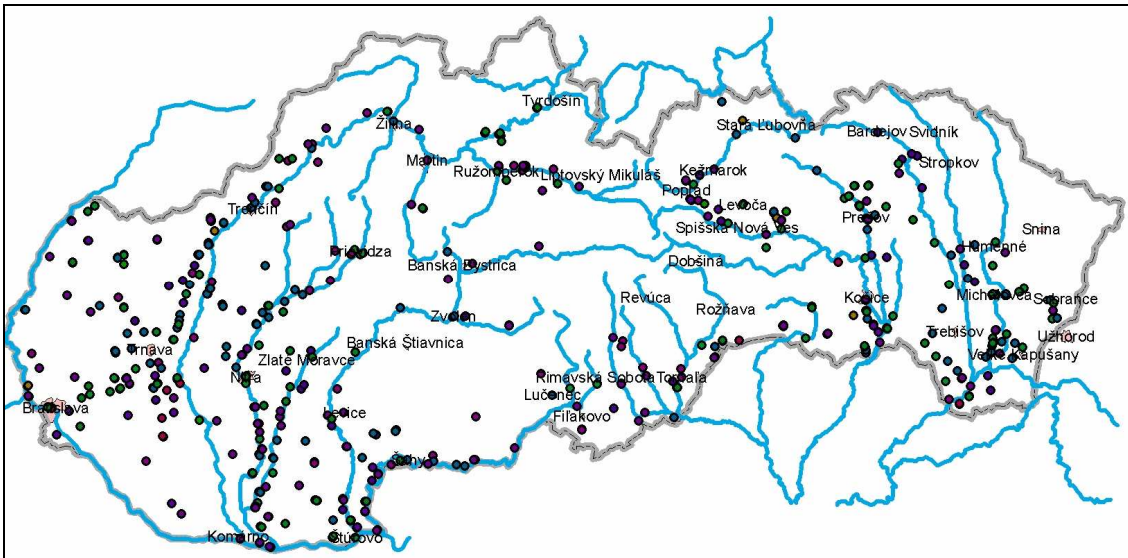 Tvrdošín
Žilina
Stará Ľubovňa
Bardejov
Svidník
Martin
Stropkov
Ružomberok
Liptovský Mikuláš
Kežmarok
Poprad
Levoča
Trenčín
Prešov
Spišská Nová Ves
Snina
Prievidza
Humenné
Banská Bystrica
Dobšina
Revúca
Rožňava
Košice
Michalovce
Sobrance
Zvolen
Trebišov
Užhorod
Banská Štiavnica
Trnava
Zlaté Moravce
Veľké Kapušany
Nitra
Rimavská Sobota
Tornaľa
Lučenec
Bratislava
Levice
Fiľakovo
Šahy
Komárno
Štúrovo